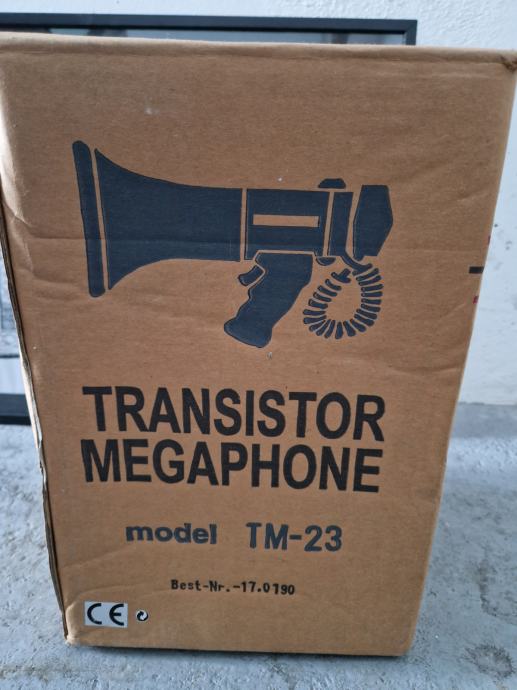 TRANSISTOR
MEGAPHONE
model TM-23
Best-Nr.-17.0190
CE